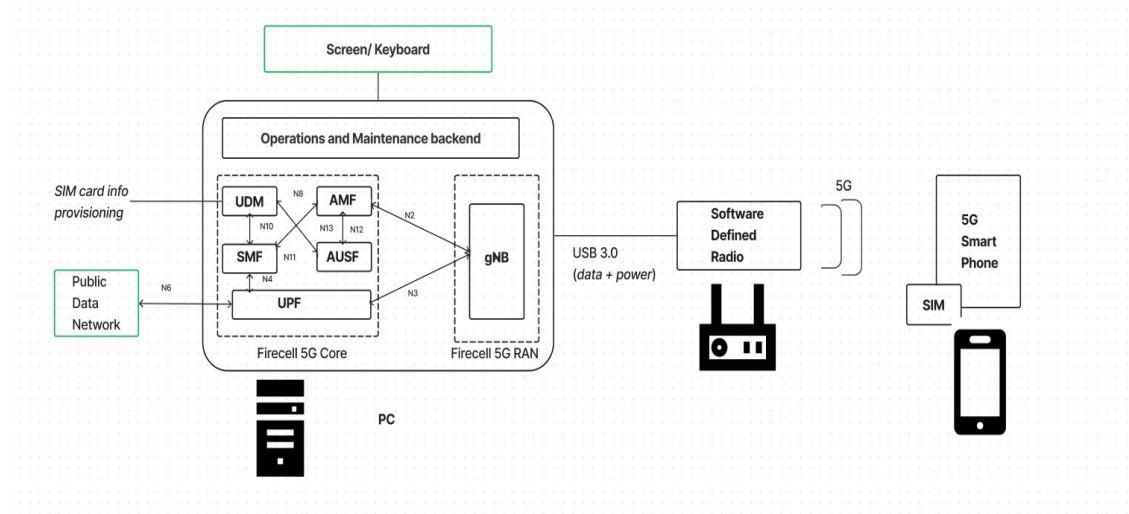 Screen/ Keyboard
Operations and Maintenance backend
SIM card info
provisioning
UDM
N8
AMF
N10
N13
N12
N2
SMF
N11
AUSF
N4
UPF
N3
N6
Public
Data
Network
gNB
Firecell 5G Core
Firecell 5G RAN
PC
USB 3.0
(data + power)
Software
Defined
Radio
5G
5G
Smart
Phone
SIM